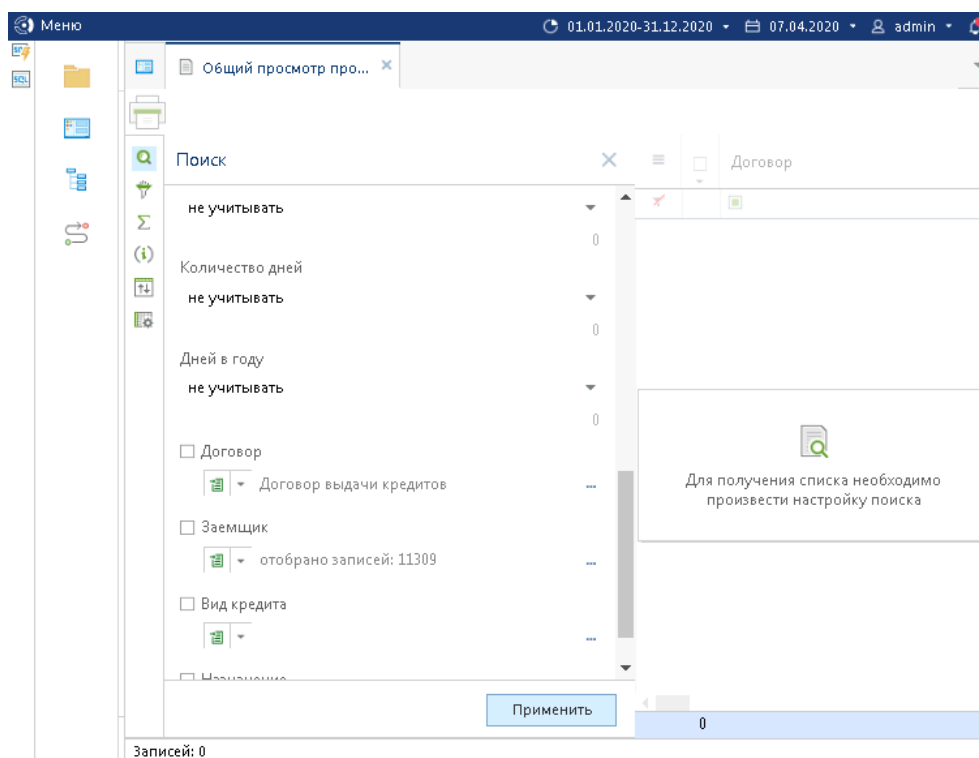 Меню
01.01.2020-31.12.2020
07.04.2020
admin
SQL
Общий просмотр про...
Поиск
Договор
не учитывать
0
Количество дней
не учитывать
0
Дней в году
не учитывать
0
Договор
Договор выдачи кредитов
...
Заемщик
отобрано записей: 11309
...
Вид кредита
...
Назначение
Применить
Для получения списка необходимо
произвести настройку поиска
0
Записей: 0